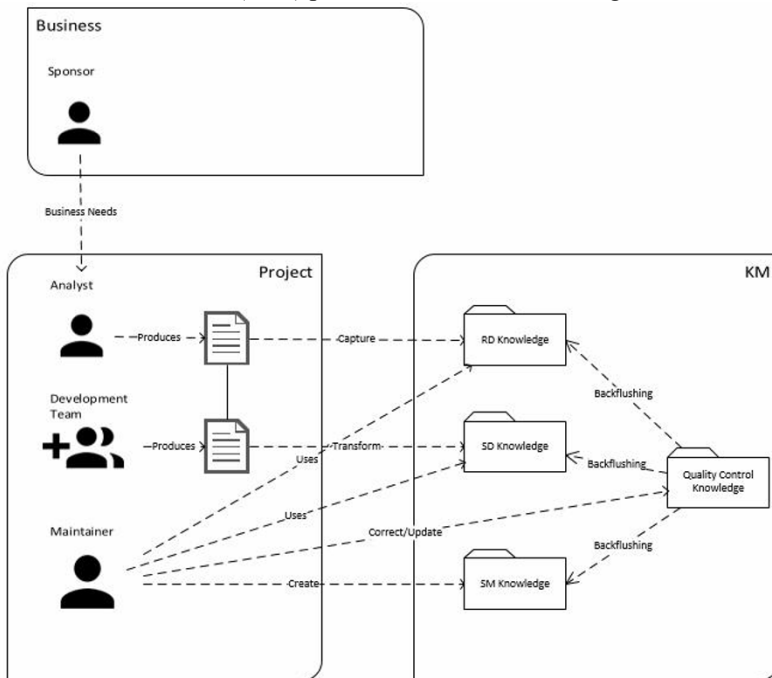 Business
Sponsor
Business Needs
Project
KM
Analyst
Produces
Capture
RD Knowledge
Backflushing
Development
Team
Produces
Transform
SD Knowledge
Uses
Backflushing
Quality Control
Knowledge
Uses
Maintainer
Correct/Update
Backflushing
Create
SM Knowledge